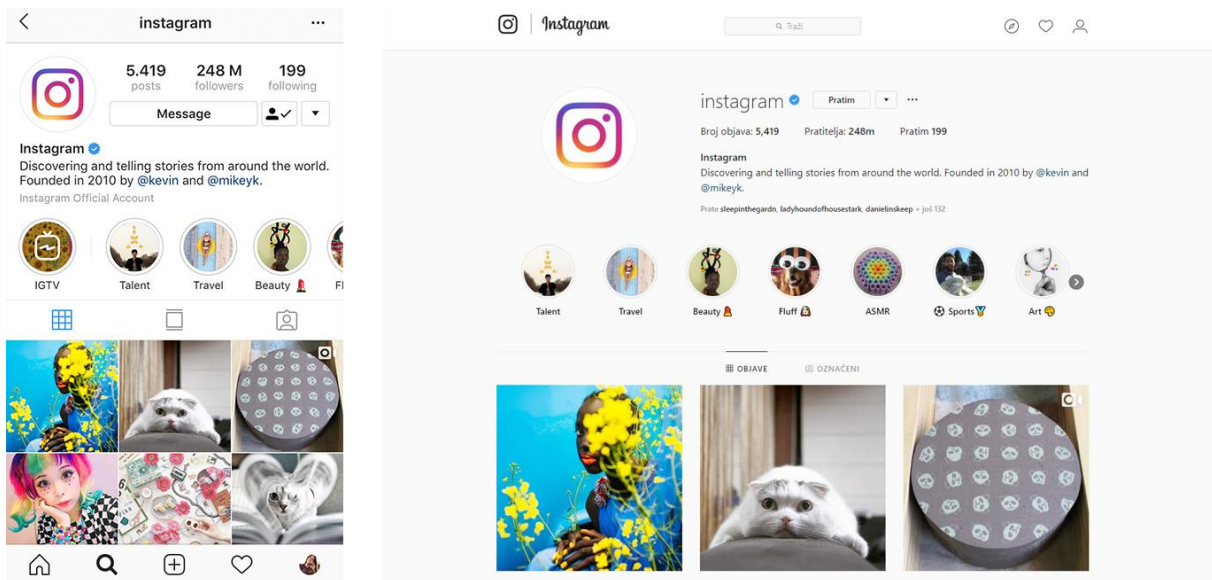 instagram
5.419 248 M 199
posts followers following
Message
Instagram
Discovering and telling stories from around the world.
Founded in 2010 by @kevin and @mikeyk.
Instagram Official Account
IGTV Talent Travel Beauty Fl
Instagram
Traži
instagram Pratim
Broj objava: 5,419 Pratitelja: 248m Pratim 199
Instagram
Discovering and telling stories from around the world. Founded in 2010 by @kevin and
@mikeyk.
Prate sleepinthegardn, ladyhoundofhousestark, danielinskeep + još 132
Talent Travel Beauty Fluff ASMR Sports Art
OBJAVE OZNAČENI